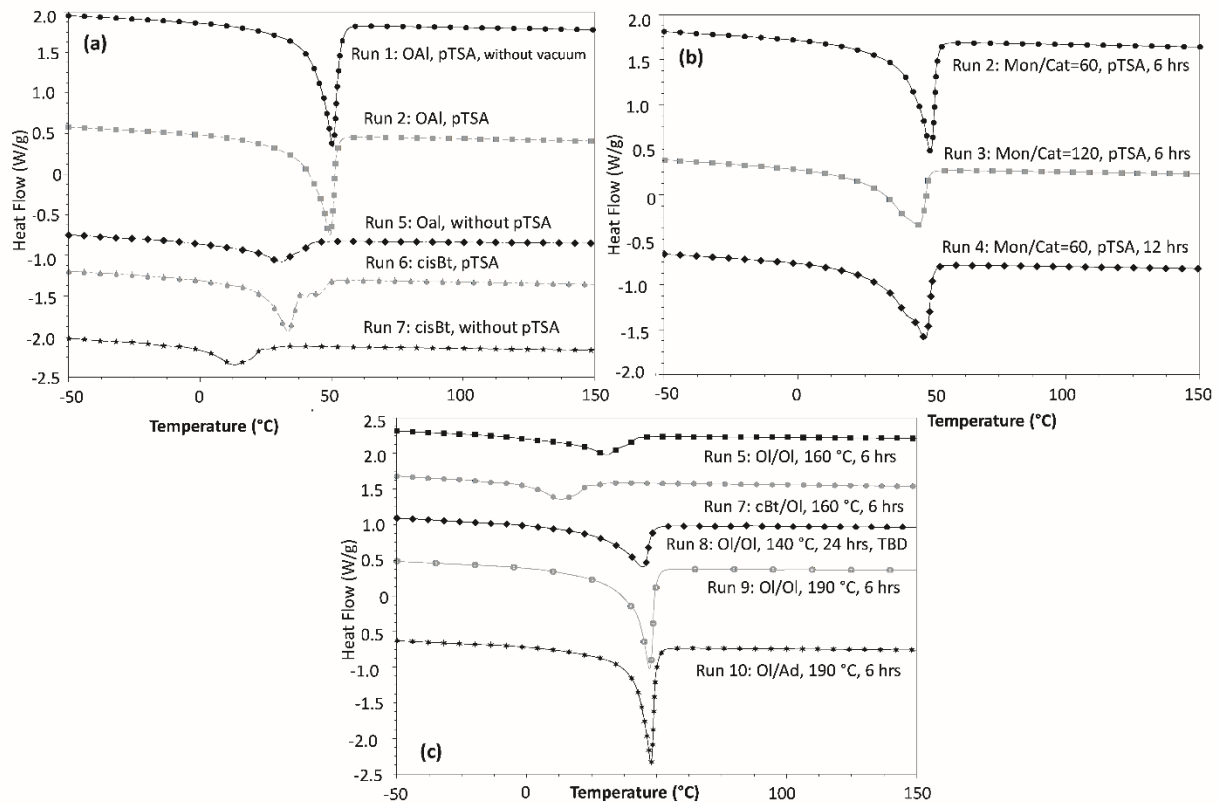 (a)
2.0
1.5
1.0
0.5
0
-0.5
-1.0
-1.5
-2.0
-2.5
Heat Flow (W/g)
Run 1: OAl, pTSA, without vacuum
Run 2: OAl, pTSA
Run 5: Oal, without pTSA
Run 6: cisBt, pTSA
Run 7: cisBt, without pTSA
-50 0 50 100 150
Temperature (°C)
(b)
2.0
1.5
1.0
0.5
0
-0.5
-1.0
-1.5
-2.0
Heat Flow (W/g)
Run 2: Mon/Cat=60, pTSA, 6 hrs
Run 3: Mon/Cat=120, pTSA, 6 hrs
Run 4: Mon/Cat=60, pTSA, 12 hrs
-50 0 50 100 150
Temperature (°C)
2.5
2.0
1.5
1.0
0.5
0
0.5
-1.0
-1.5
-2.0
-2.5
Heat Flow (W/g)
Run 5: Ol/Ol, 160 °C, 6 hrs
Run 7: cBt/Ol, 160 °C, 6 hrs
Run 8: Ol/Ol, 140 °C, 24 hrs, TBD
Run 9: Ol/Ol, 190 °C, 6 hrs
Run 10: Ol/Ad, 190 °C, 6 hrs
(c)
-50 0 50 100 150
Temperature (°C)